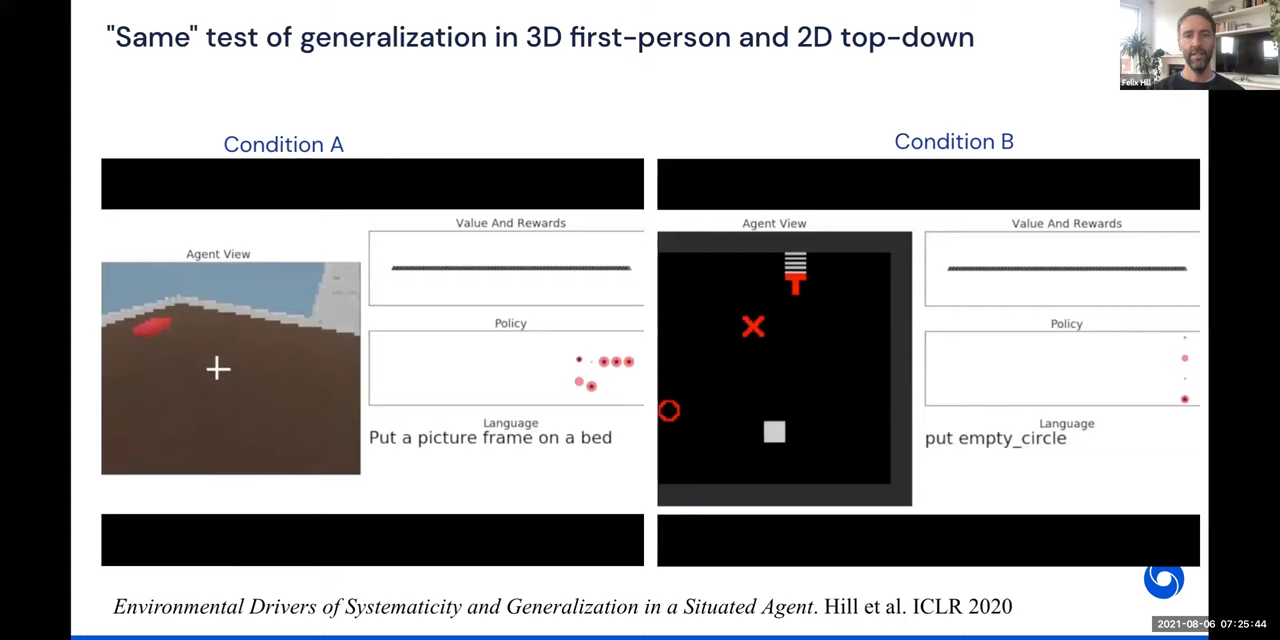 "Same" test of generalization in 3D first-person and 2D top-down
Felix Hill
Condition A
Condition B
Agent View
Value And Rewards
Policy
Language
Put a picture frame on a bed
Agent View
Value And Rewards
Policy
Language
put empty_circle
Environmental Drivers of Systematicity and Generalization in a Situated Agent. Hill et al. ICLR 2020
2021-08-06 07:25:44